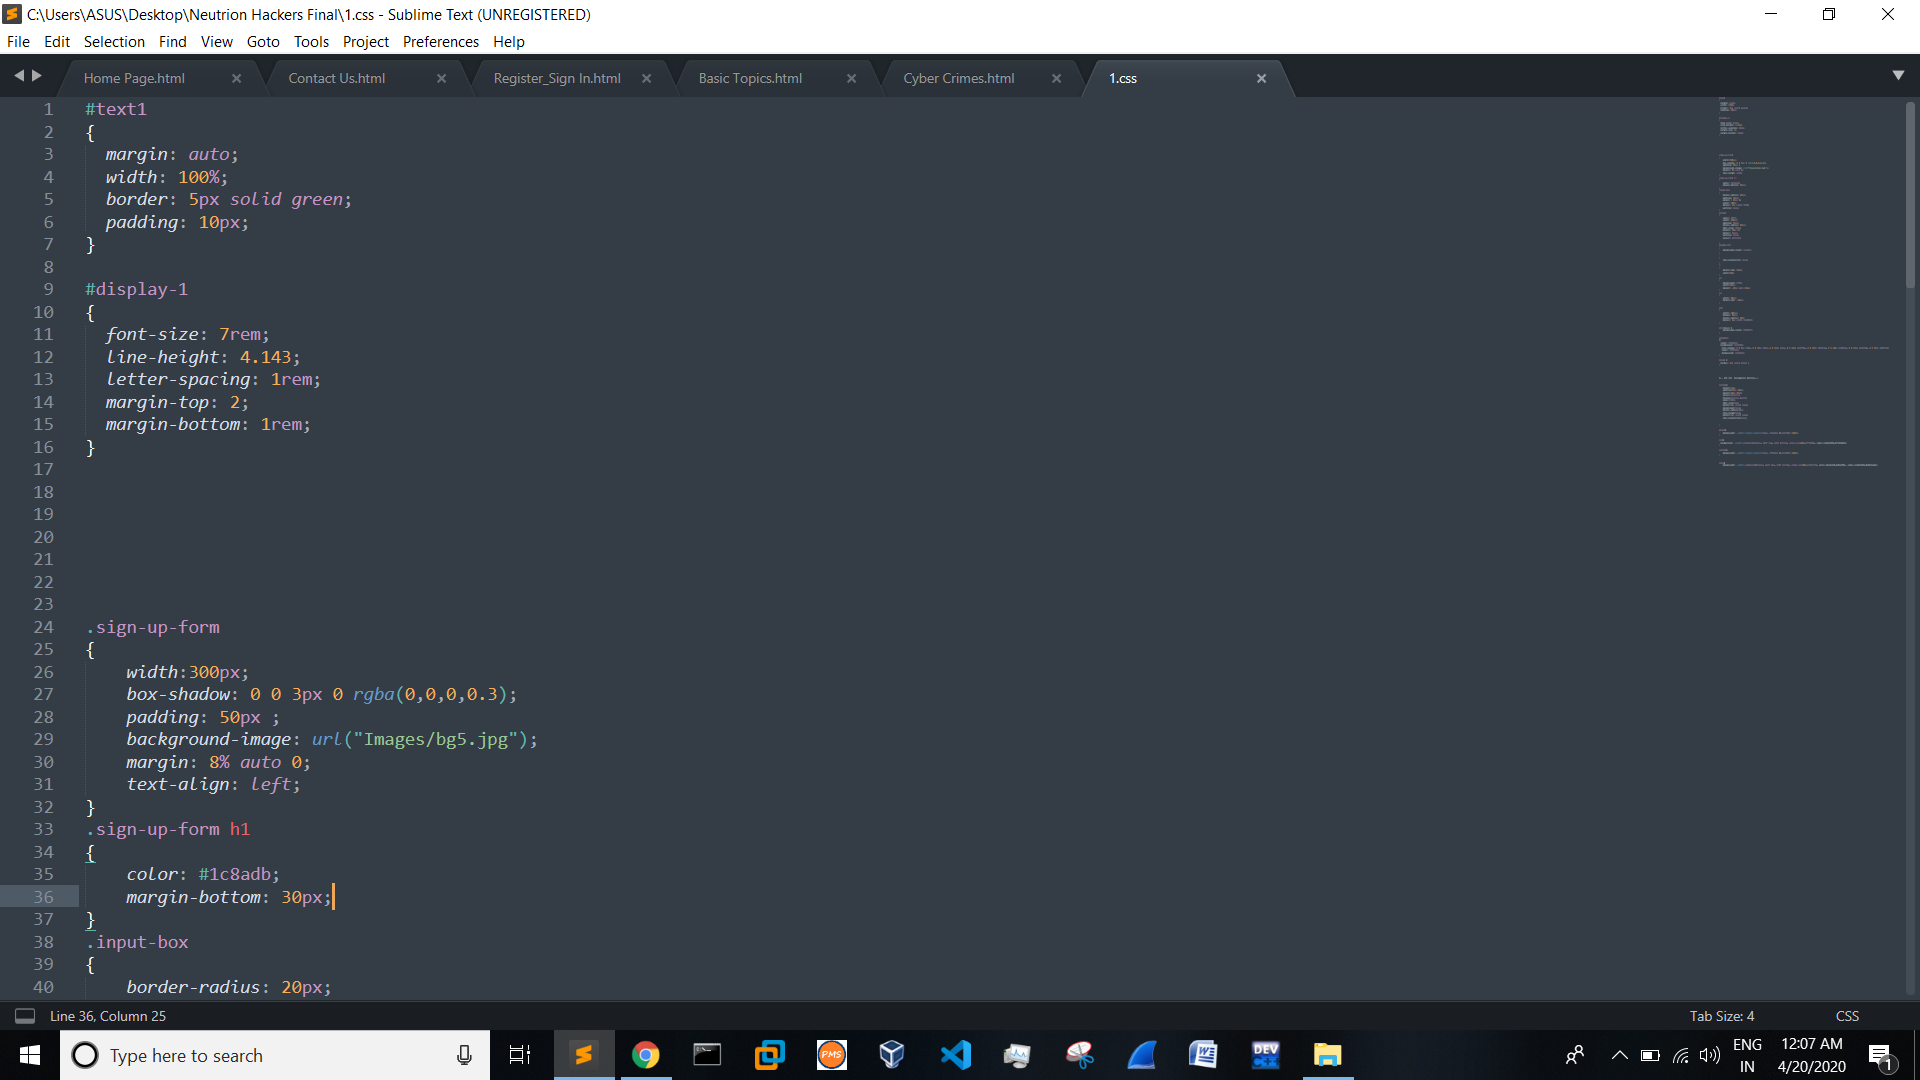 C:\Users\ASUS\Desktop\Neutrion Hackers Final\1.css - Sublime Text (UNREGISTERED)
File Edit Selection Find View Goto Tools Project Preferences Help
Home Page.html × Contact Us.html × Register_Sign In.html × Basic Topics.html × Cyber Crimes.html × 1.css ×
1 #text1
2 {
3 margin: auto;
4 width: 100%;
5 border: 5px solid green;
6 padding: 10px;
7 }
8
9 #display-1
10 {
11 font-size: 7rem;
12 line-height: 4.143;
13 letter-spacing: 1rem;
14 margin-top: 2;
15 margin-bottom: 1rem;
16 }
17
18
19
20
21
22
23
24 .sign-up-form
25 {
26 width:300px;
27 box-shadow: 0 0 3px 0 rgba(0,0,0,0.3);
28 padding: 50px ;
29 background-image: url("Images/bg5.jpg");
30 margin: 8% auto 0;
31 text-align: left;
32 }
33 .sign-up-form h1
34 {
35 color: #1c8adb;
36 margin-bottom: 30px;
37 }
38 .input-box
39 {
40 border-radius: 20px;
Line 36, Column 25 Tab Size: 4 CSS
Type here to search
PMS
DEV C++
ENG
IN
12:07 AM
4/20/2020
1